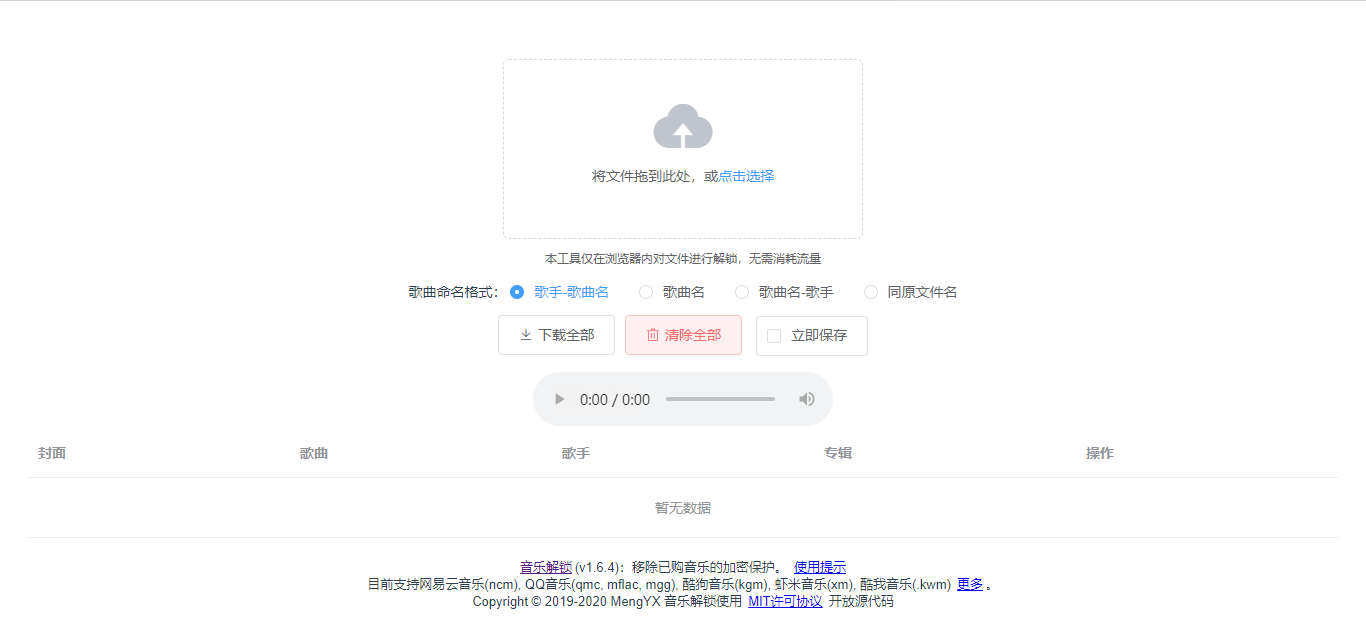 将文件拖到此处，或点击选择
本工具仅在浏览器内对文件进行解锁，无需消耗流量
歌曲命名格式： 歌手-歌曲名 歌曲名 歌曲名-歌手 同原文件名
下载全部 清除全部 立即保存
0:00 / 0:00
封面 歌曲 歌手 专辑 操作
暂无数据
音乐解锁 (v1.6.4)：移除已购音乐的加密保护。 使用提示
目前支持网易云音乐(ncm), QQ音乐(qmc, mflac, mgg), 酷狗音乐(kgm), 虾米音乐(xm), 酷我音乐(.kwm) 更多 。
Copyright © 2019-2020 MengYX 音乐解锁使用 MIT许可协议 开放源代码